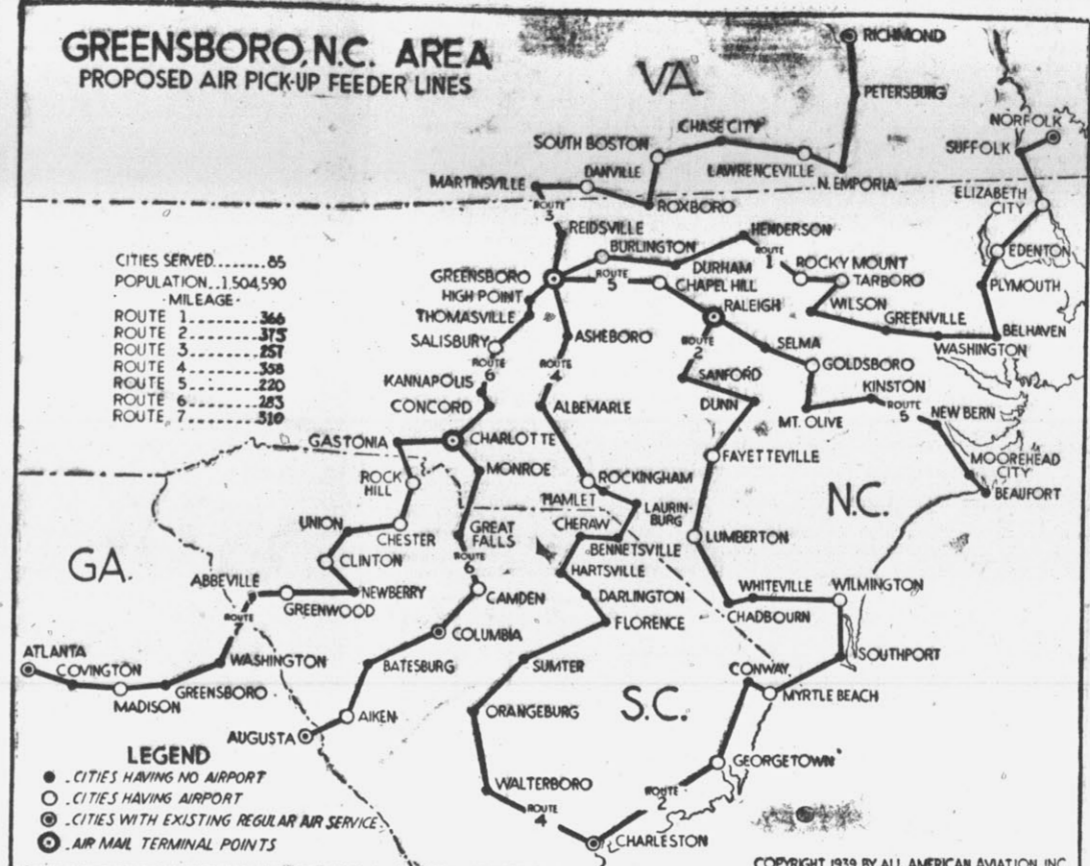 GREENSBORO, N.C. AREA
PROPOSED AIR PICK-UP FEEDER LINES
VA.
RICHMOND
PETERSBURG
NORFOLK
SUFFOLK
CHASE CITY
SOUTH BOSTON
DANVILLE
LAWRENCEVILLE
N. EMPORIA
MARTINSVILLE
ROXBORO
ELIZABETH
CITY
ROUTE
3
REIDSVILLE
HENDERSON
BURLINGTON
ROUTE
1
EDENTON
GREENSBORO
ROUTE
5
DURHAM
CHAPEL HILL
ROCKY MOUNT
TARBORO
PLYMOUTH
CITIES SERVED.......85
POPULATION..1,504,590
- MILEAGE -
ROUTE 1..........366
ROUTE 2..........375
ROUTE 3..........257
ROUTE 4..........358
ROUTE 5..........220
ROUTE 6..........283
ROUTE 7..........310
HIGH POINT
THOMASVILLE
RALEIGH
WILSON
GREENVILLE
BELHAVEN
WASHINGTON
SALISBURY
ASHEBORO
ROUTE
2
SELMA
ROUTE
6
ROUTE
4
GOLDSBORO
KANNAPOLIS
SANFORD
KINSTON
CONCORD
ALBEMARLE
DUNN
MT. OLIVE
ROUTE
5
NEW BERN
GASTONIA
CHARLOTTE
FAYETTEVILLE
MOOREHEAD
CITY
BEAUFORT
MONROE
ROCK
HILL
ROCKINGHAM
HAMLET
N.C.
LAURIN-
BURG
UNION
CHESTER
GREAT
FALLS
CHERAW
BENNETSVILLE
LUMBERTON
GA.
CLINTON
ROUTE
6
HARTSVILLE
ABBEVILLE
GREENWOOD
NEWBERRY
CAMDEN
DARLINGTON
WHITEVILLE
WILMINGTON
CHADBOURN
ROUTE
7
COLUMBIA
FLORENCE
ATLANTA
COVINGTON
WASHINGTON
BATESBURG
SUMTER
CONWAY
SOUTHPORT
MADISON
GREENSBORO
MYRTLE BEACH
AIKEN
ORANGEBURG
S.C.
AUGUSTA
GEORGETOWN
WALTERBORO
ROUTE
4
ROUTE
2
CHARLESTON
LEGEND
CITIES HAVING NO AIRPORT
CITIES HAVING AIRPORT
CITIES WITH EXISTING REGULAR AIR SERVICE
AIR MAIL TERMINAL POINTS
COPYRIGHT 1939 BY ALL AMERICAN AVIATION, INC.